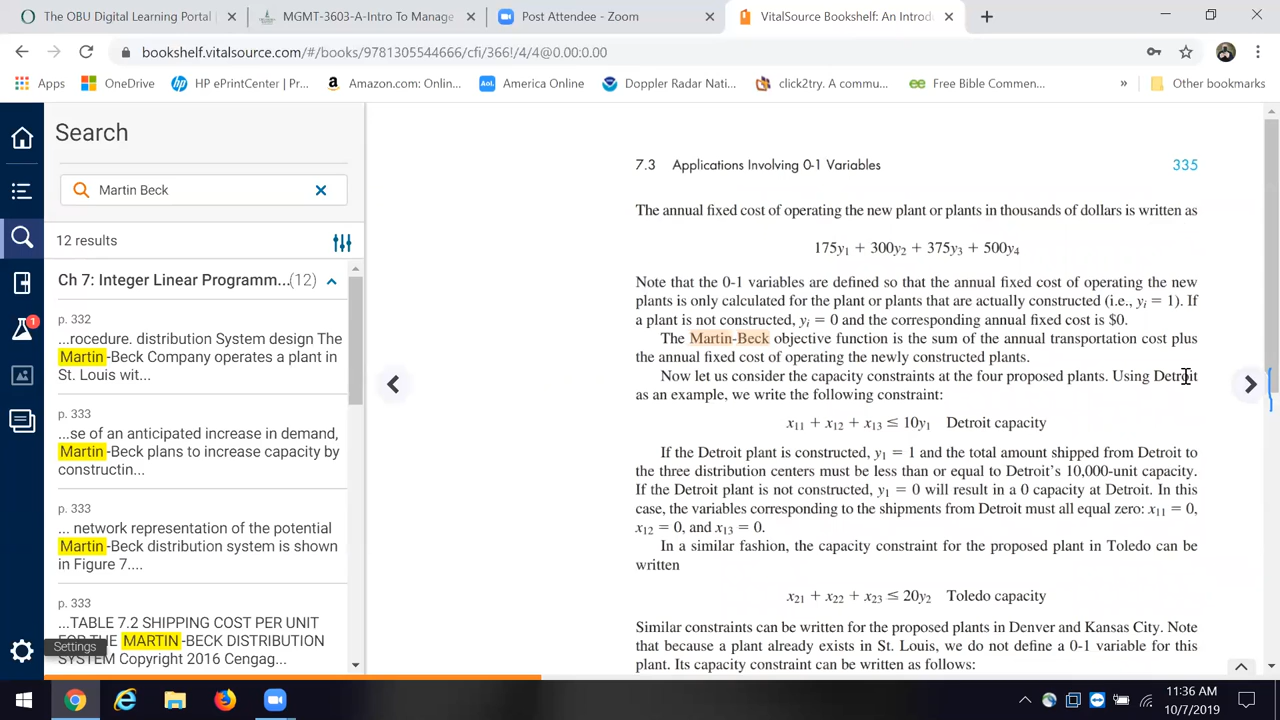 The OBU Digital Learning Portal
MGMT-3603-A-Intro To Manage
Post Attendee - Zoom
VitalSource Bookshelf: An Introd
bookshelf.vitalsource.com/#/books/9781305544666/cfi/366!/4/4@0.00:0.00
Apps
OneDrive
HP ePrintCenter | Pr...
Amazon.com: Onlin...
America Online
Doppler Radar Nati...
click2try. A commu...
Free Bible Commen...
»
Other bookmarks
Search
Martin Beck
12 results
Ch 7: Integer Linear Programm... (12)
p. 332
...rocedure. distribution System design The
Martin-Beck Company operates a plant in
St. Louis wit...
p. 333
...se of an anticipated increase in demand,
Martin-Beck plans to increase capacity by
constructin...
p. 333
... network representation of the potential
Martin-Beck distribution system is shown
in Figure 7....
p. 333
...TABLE 7.2 SHIPPING COST PER UNIT
FOR THE MARTIN-BECK DISTRIBUTION
SYSTEM Copyright 2016 Cengag...
Settings
1
7.3 Applications Involving 0-1 Variables 335
The annual fixed cost of operating the new plant or plants in thousands of dollars is written as
175y₁ + 300y₂ + 375y₃ + 500y₄
Note that the 0-1 variables are defined so that the annual fixed cost of operating the new
plants is only calculated for the plant or plants that are actually constructed (i.e., yᵢ = 1). If
a plant is not constructed, yᵢ = 0 and the corresponding annual fixed cost is $0.
The Martin-Beck objective function is the sum of the annual transportation cost plus
the annual fixed cost of operating the newly constructed plants.
Now let us consider the capacity constraints at the four proposed plants. Using Detroit
as an example, we write the following constraint:
x₁₁ + x₁₂ + x₁₃ ≤ 10y₁ Detroit capacity
If the Detroit plant is constructed, y₁ = 1 and the total amount shipped from Detroit to
the three distribution centers must be less than or equal to Detroit's 10,000-unit capacity.
If the Detroit plant is not constructed, y₁ = 0 will result in a 0 capacity at Detroit. In this
case, the variables corresponding to the shipments from Detroit must all equal zero: x₁₁ = 0,
x₁₂ = 0, and x₁₃ = 0.
In a similar fashion, the capacity constraint for the proposed plant in Toledo can be
written
x₂₁ + x₂₂ + x₂₃ ≤ 20y₂ Toledo capacity
Similar constraints can be written for the proposed plants in Denver and Kansas City. Note
that because a plant already exists in St. Louis, we do not define a 0-1 variable for this
plant. Its capacity constraint can be written as follows:
11:36 AM
10/7/2019